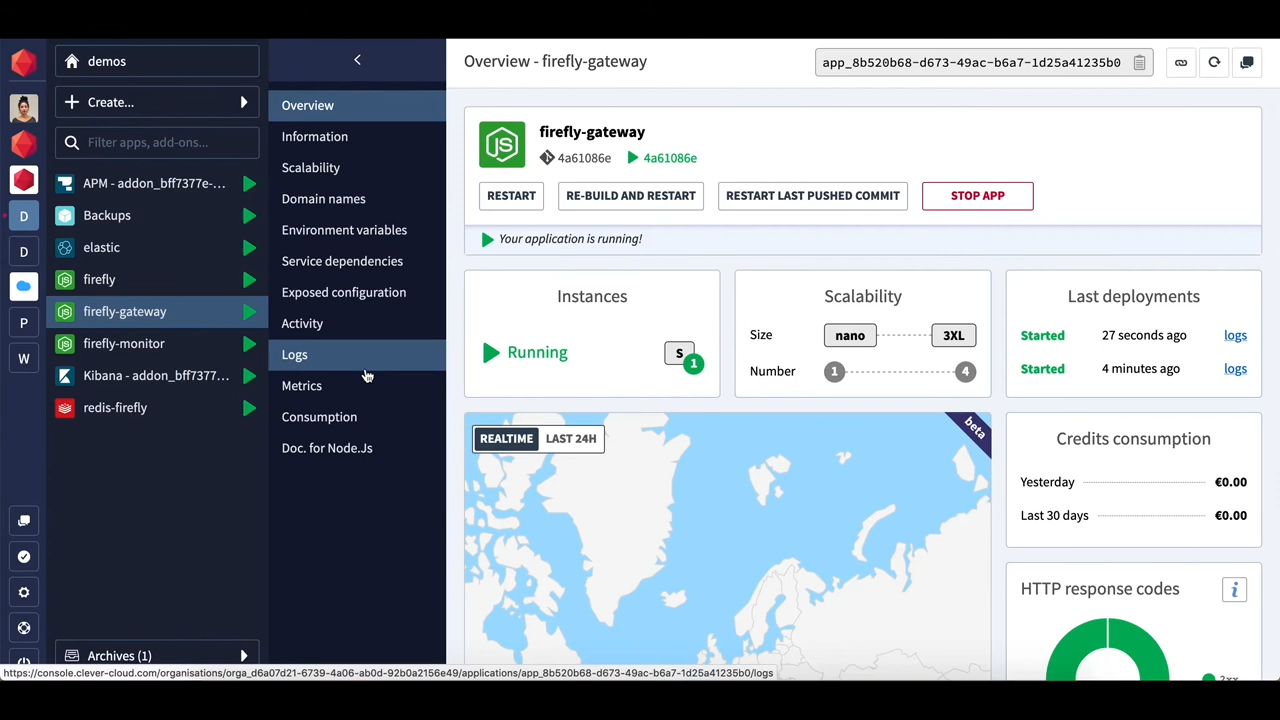 demos
Create...
Filter apps, add-ons...
APM - addon_bff7377e-...
Backups
elastic
firefly
firefly-gateway
firefly-monitor
Kibana - addon_bff7377...
redis-firefly
D
D
P
W
Archives (1)
Overview
Information
Scalability
Domain names
Environment variables
Service dependencies
Exposed configuration
Activity
Logs
Metrics
Consumption
Doc. for Node.Js
Overview - firefly-gateway
app_8b520b68-d673-49ac-b6a7-1d25a41235b0
JS
firefly-gateway
4a61086e 4a61086e
RESTART RE-BUILD AND RESTART RESTART LAST PUSHED COMMIT STOP APP
Your application is running!
Instances
Running S 1
Scalability
Size nano 3XL
Number 1 4
Last deployments
Started 27 seconds ago logs
Started 4 minutes ago logs
REALTIME LAST 24H
beta
Credits consumption
Yesterday €0.00
Last 30 days €0.00
HTTP response codes i
2xx
https://console.clever-cloud.com/organisations/orga_d6a07d21-6739-4a06-ab0d-92b0a2156e49/applications/app_8b520b68-d673-49ac-b6a7-1d25a41235b0/logs